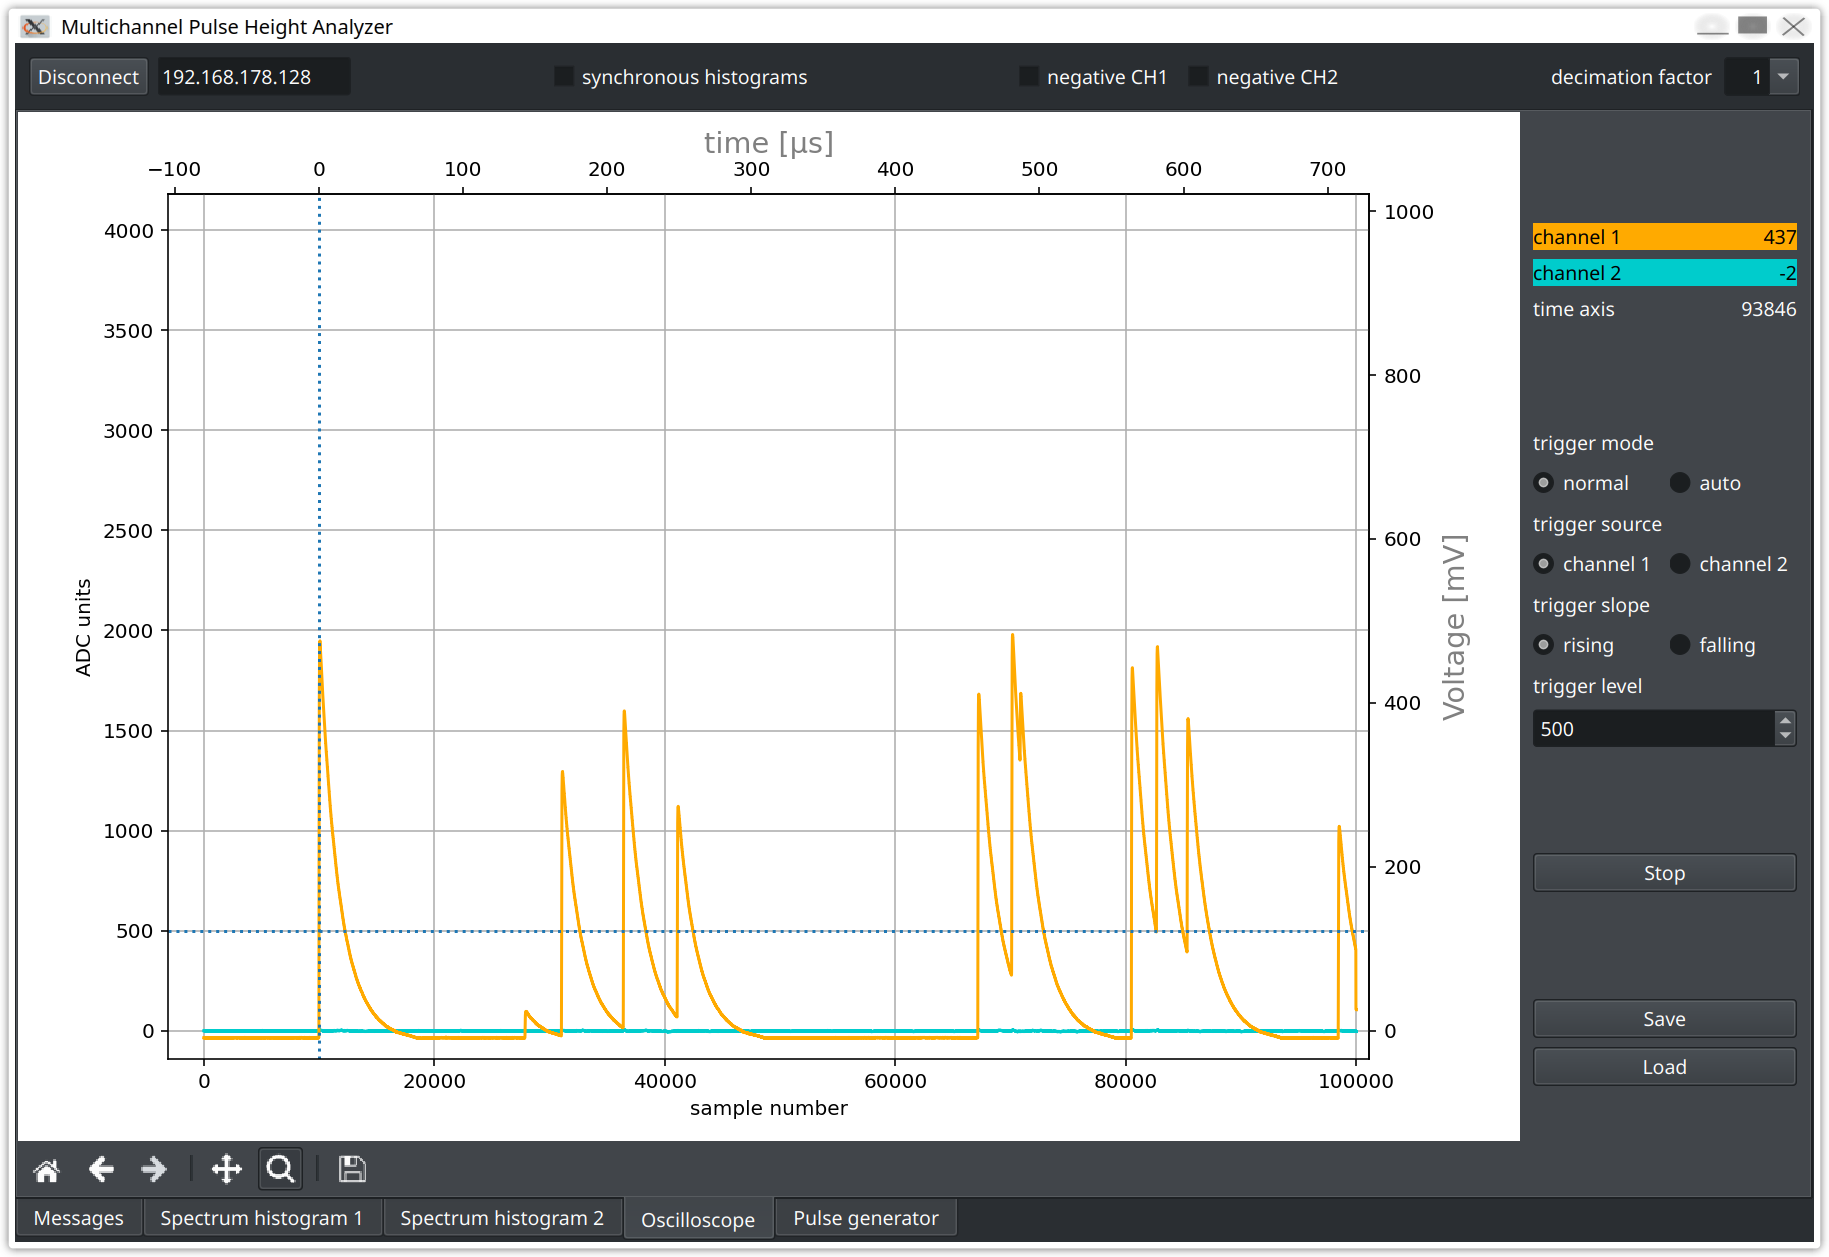 Multichannel Pulse Height Analyzer
Disconnect 192.168.178.128 synchronous histograms negative CH1 negative CH2 decimation factor 1
time [μs]
−100 0 100 200 300 400 500 600 700
4000
3500
3000
2500
2000
1500
1000
500
0
ADC units
1000
800
600
400
200
0
Voltage [mV]
0 20000 40000 60000 80000 100000
sample number
channel 1 437
channel 2 -2
time axis 93846
trigger mode
normal auto
trigger source
channel 1 channel 2
trigger slope
rising falling
trigger level
500
Stop
Save
Load
Messages Spectrum histogram 1 Spectrum histogram 2 Oscilloscope Pulse generator